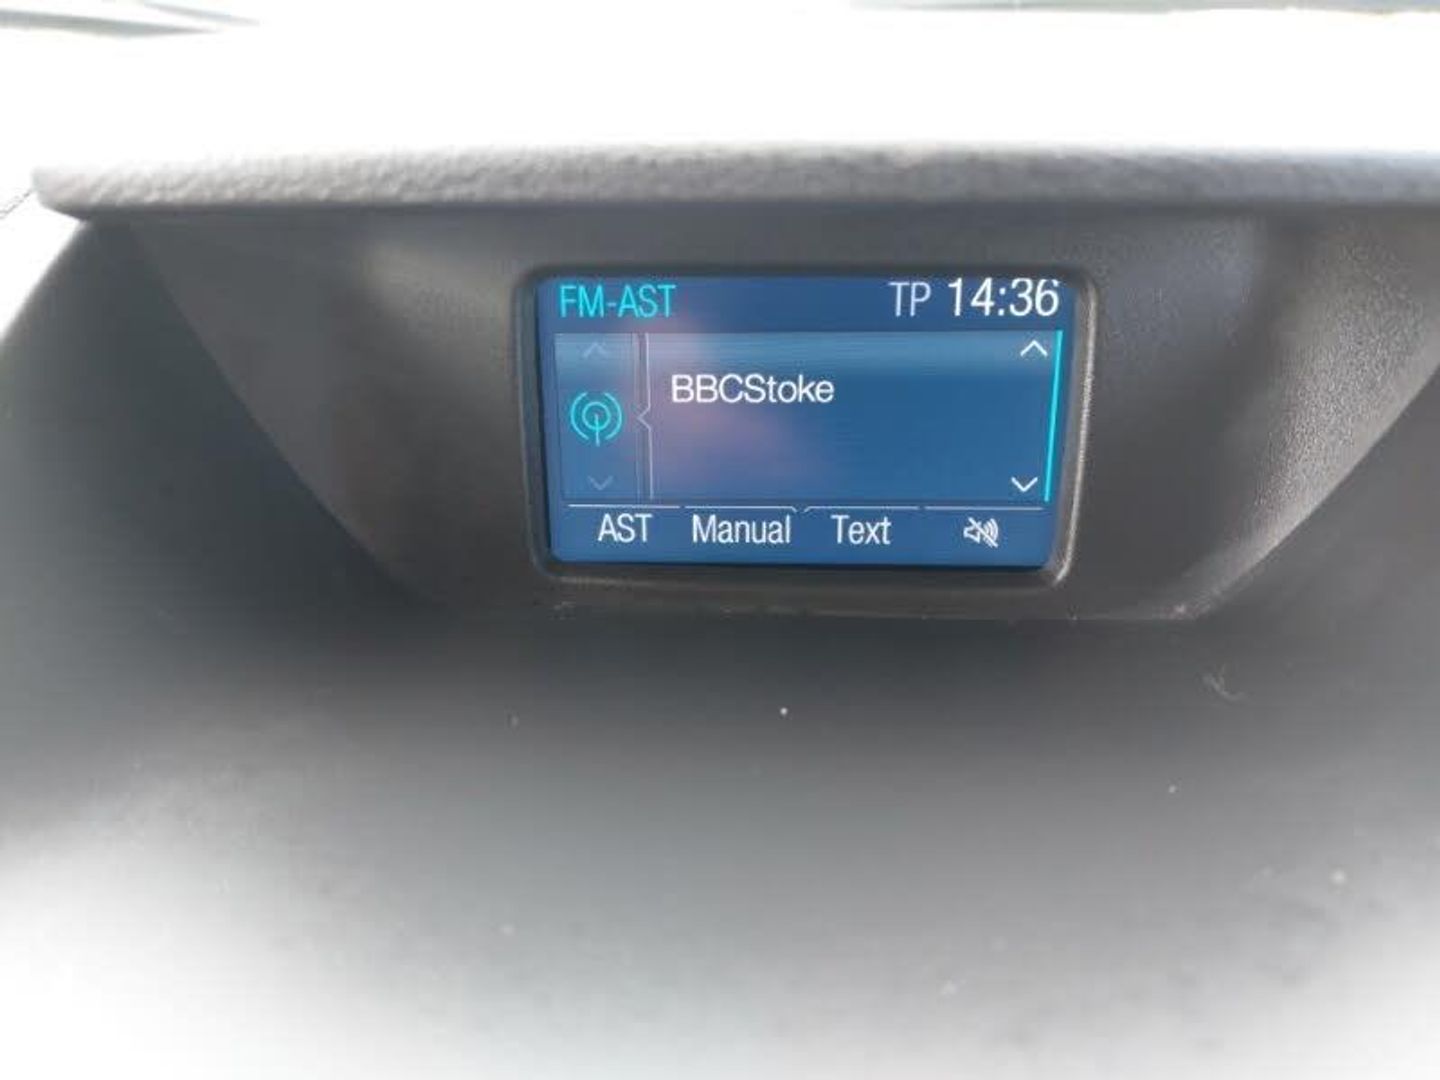 FM-AST TP 14:36
BBCStoke
AST Manual Text